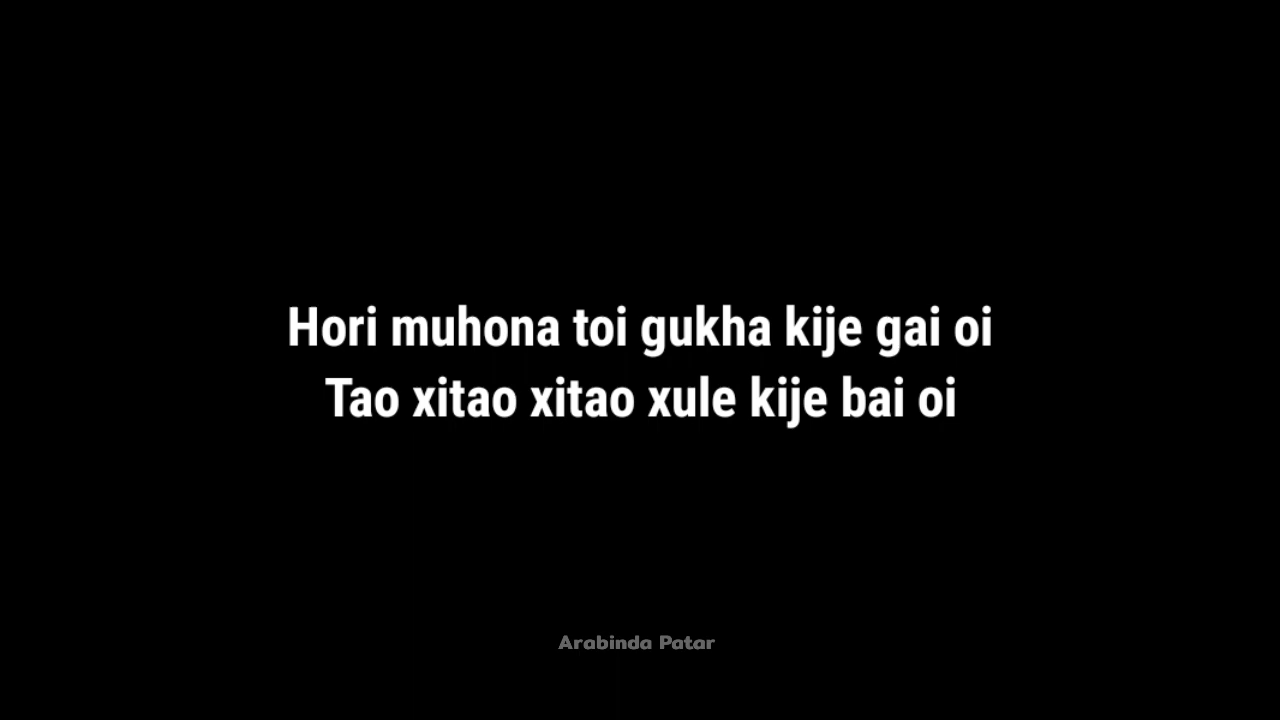 Hori muhona toi gukha kije gai oi
Tao xitao xitao xule kije bai oi
Arabinda Patar